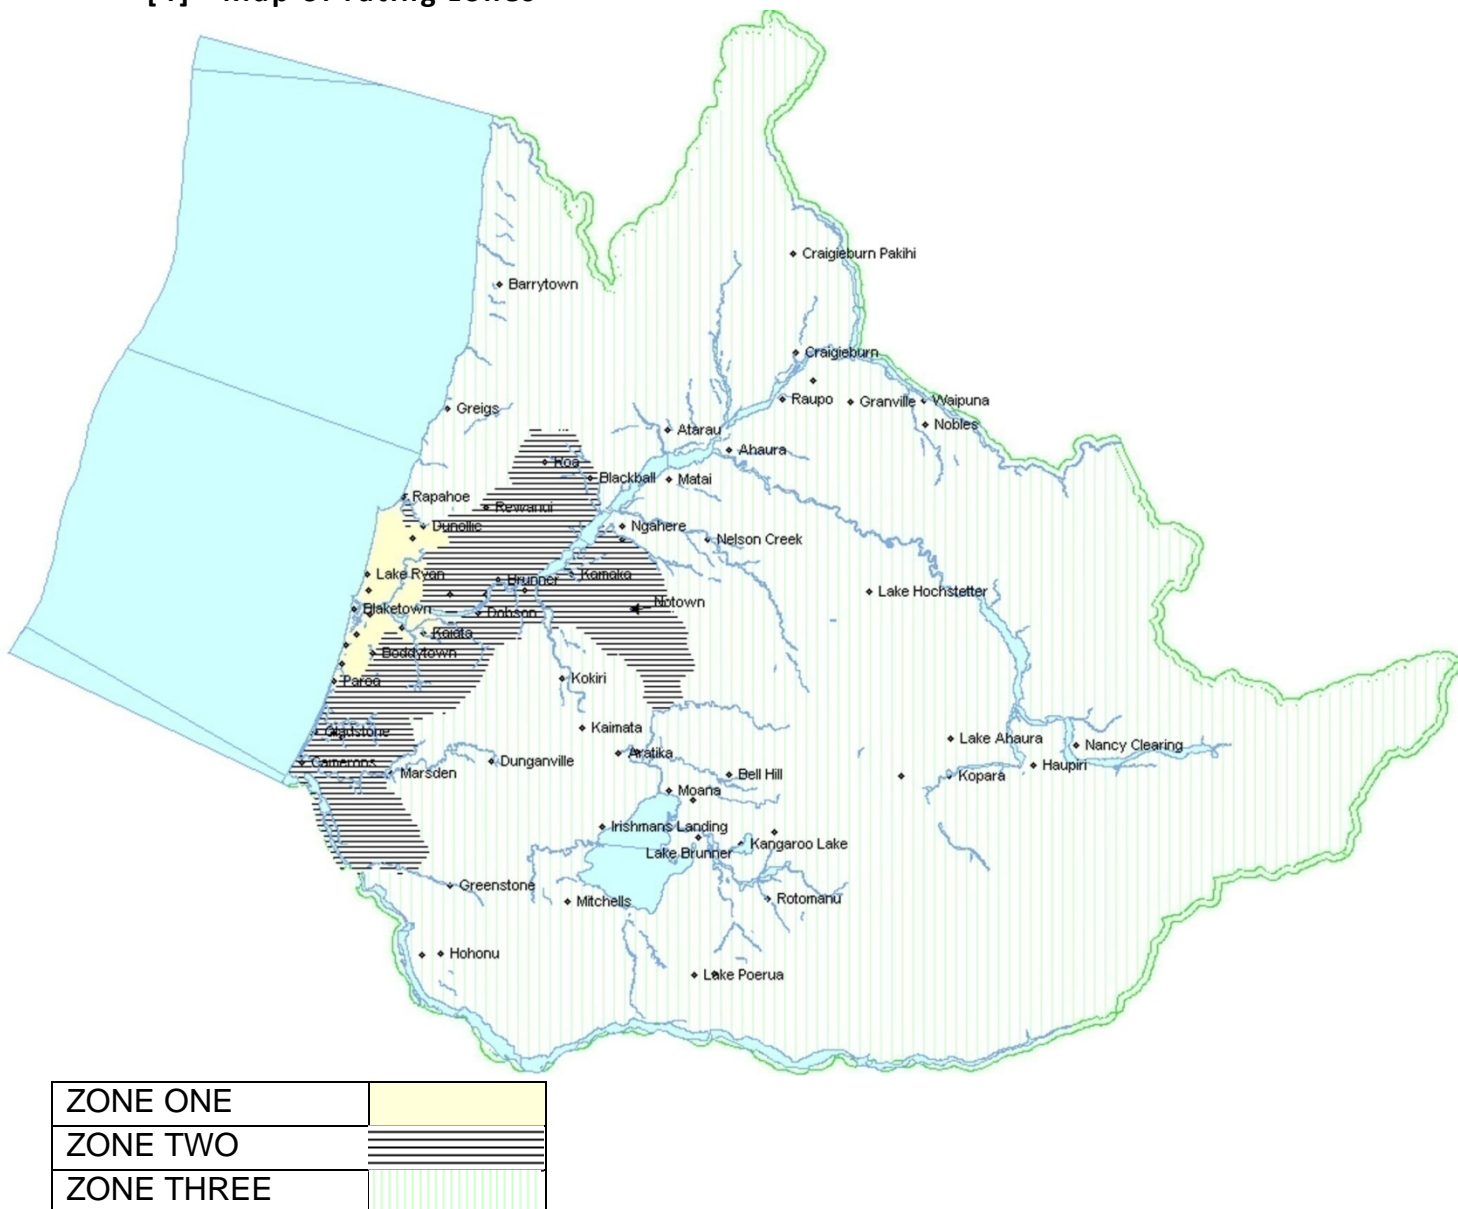 Craigieburn Pakihi
Barrytown
Craigieburn
Raupo
Granville
Waipuna
Greigs
Nobles
Atarau
Ahaura
Roa
Blackball
Matai
Rapahoe
Rewanui
Dunollie
Ngahere
Nelson Creek
Lake Ryan
Brunner
Kamaka
Lake Hochstetter
Notown
Blaketown
Dobson
Kaiata
Boddytown
Kokiri
Paroa
Kaimata
Gladstone
Lake Ahaura
Nancy Clearing
Aratika
Camerons
Dunganville
Haupiri
Marsden
Bell Hill
Kopara
Moana
Irishmans Landing
Kangaroo Lake
Lake Brunner
Greenstone
Mitchells
Rotomanu
Hohonu
Lake Poerua
ZONE ONE
ZONE TWO
ZONE THREE